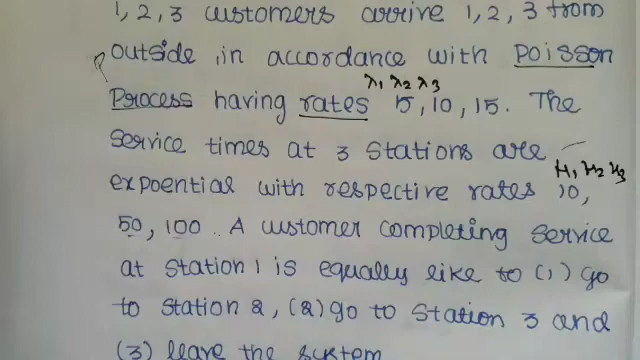 1, 2, 3 customers arrive 1, 2, 3 from
outside in accordance with Poisson
λ1 λ2 λ3
Process having rates 5, 10, 15. The
Service times at 3 Stations are
μ1 μ2 μ3
expoential with respective rates 10,
50, 100. A customer completing service
at Station 1 is equally like to (1) go
to Station 2, (2) go to Station 3 and
(3) leave the system